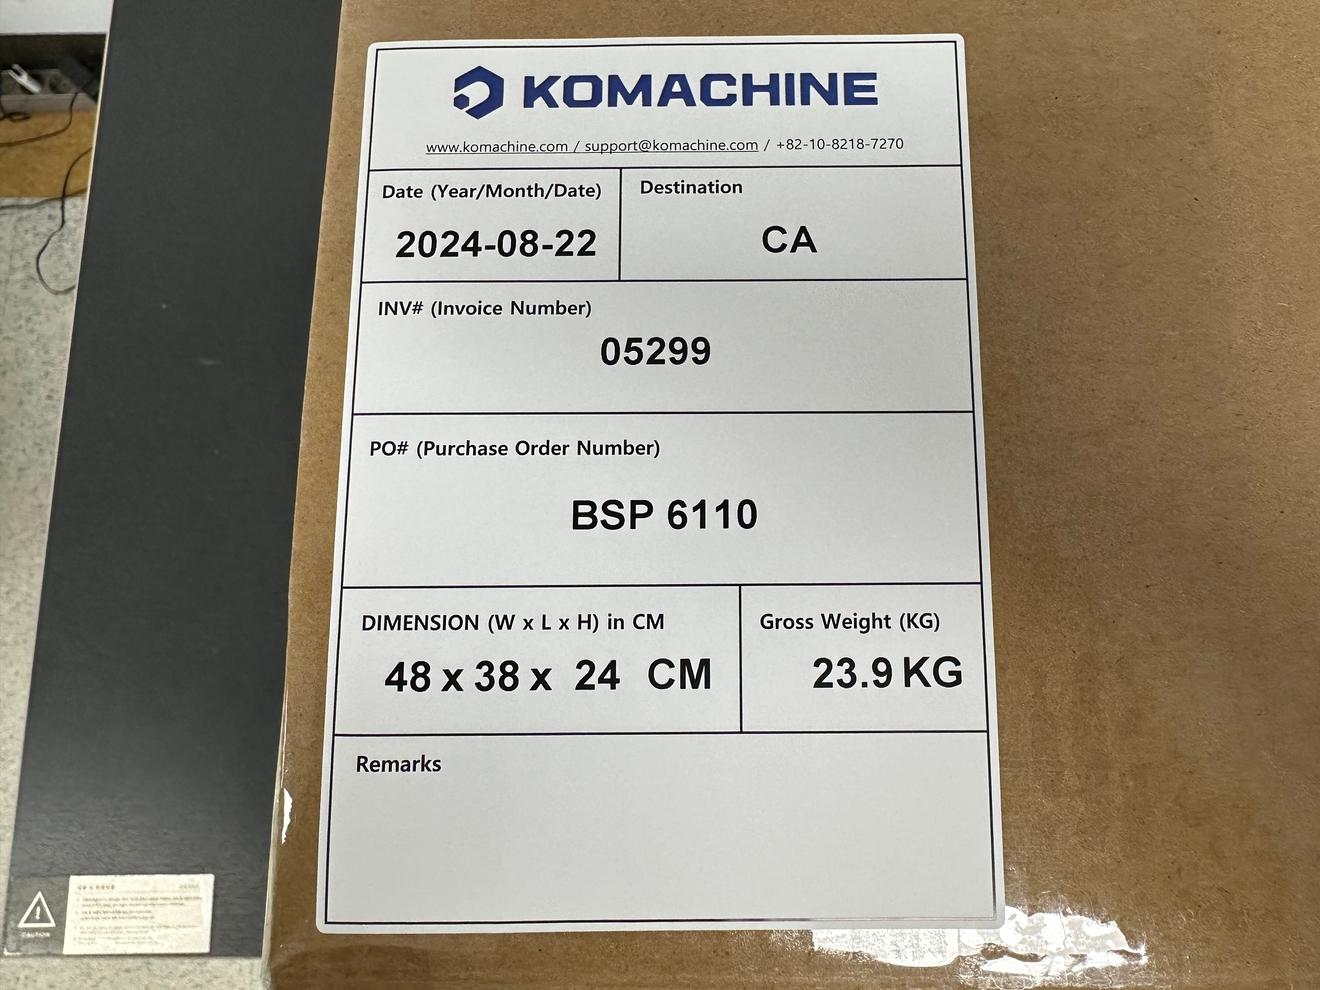 KOMACHINE
www.komachine.com / support@komachine.com / +82-10-8218-7270
Date (Year/Month/Date)
2024-08-22
Destination
CA
INV# (Invoice Number)
05299
PO# (Purchase Order Number)
BSP 6110
DIMENSION (W x L x H) in CM
48 x 38 x 24 CM
Gross Weight (KG)
23.9 KG
Remarks
CAUTION